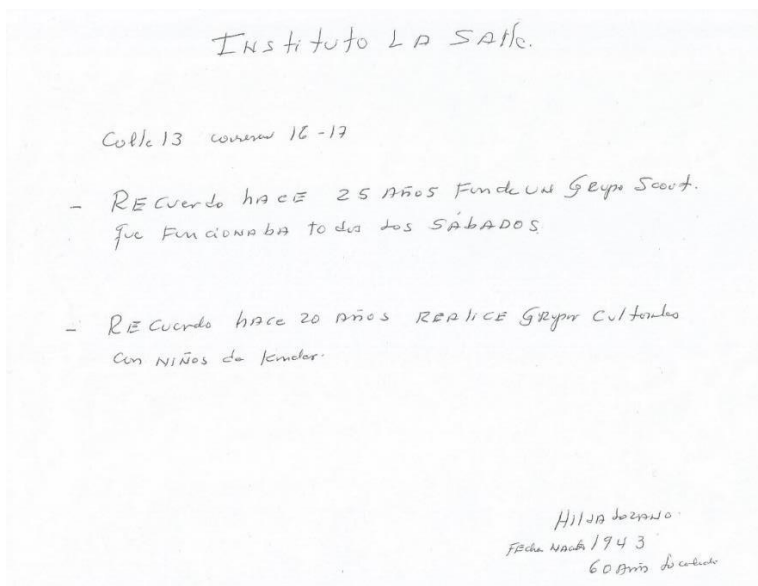 Instituto LA SAlle.
Calle 13 carrera 16-17
- RECuerdo hACE 25 Años Funde UN GRupo Scout.
que FuncionAbA todos los SÁbADOS
- RECuerdo hACE 20 Años REAlicE GRupos Culturales
con NIÑos de kinder.
HIlDA LozANO.
FEcha 1943
60 Años